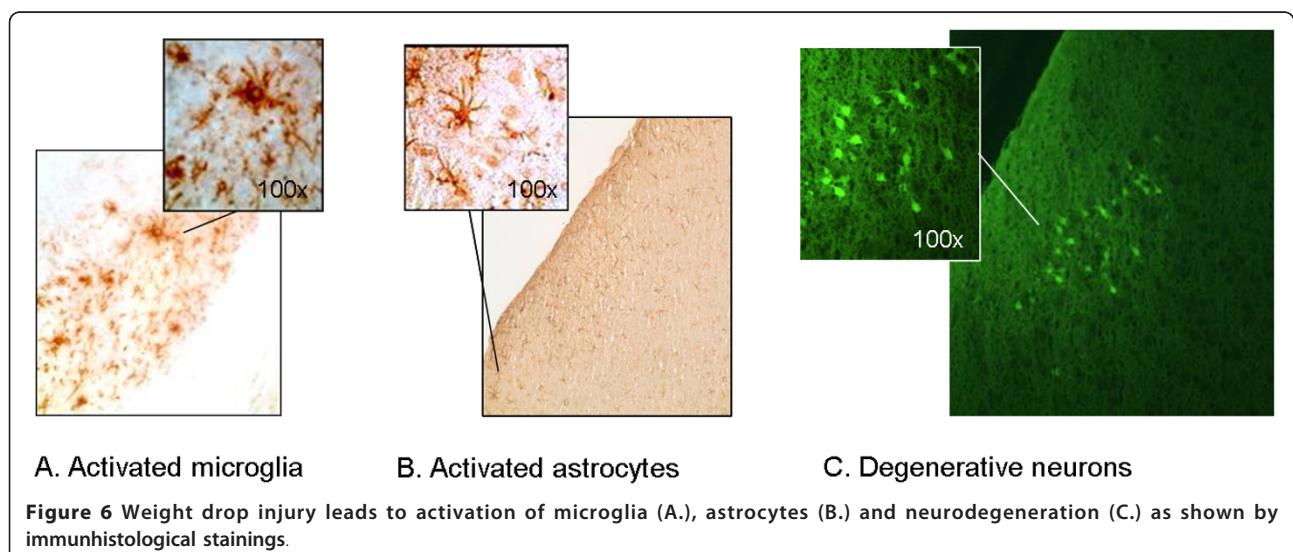 100x
100x
100x
A. Activated microglia
B. Activated astrocytes
C. Degenerative neurons
Figure 6 Weight drop injury leads to activation of microglia (A.), astrocytes (B.) and neurodegeneration (C.) as shown by
immunhistological stainings.